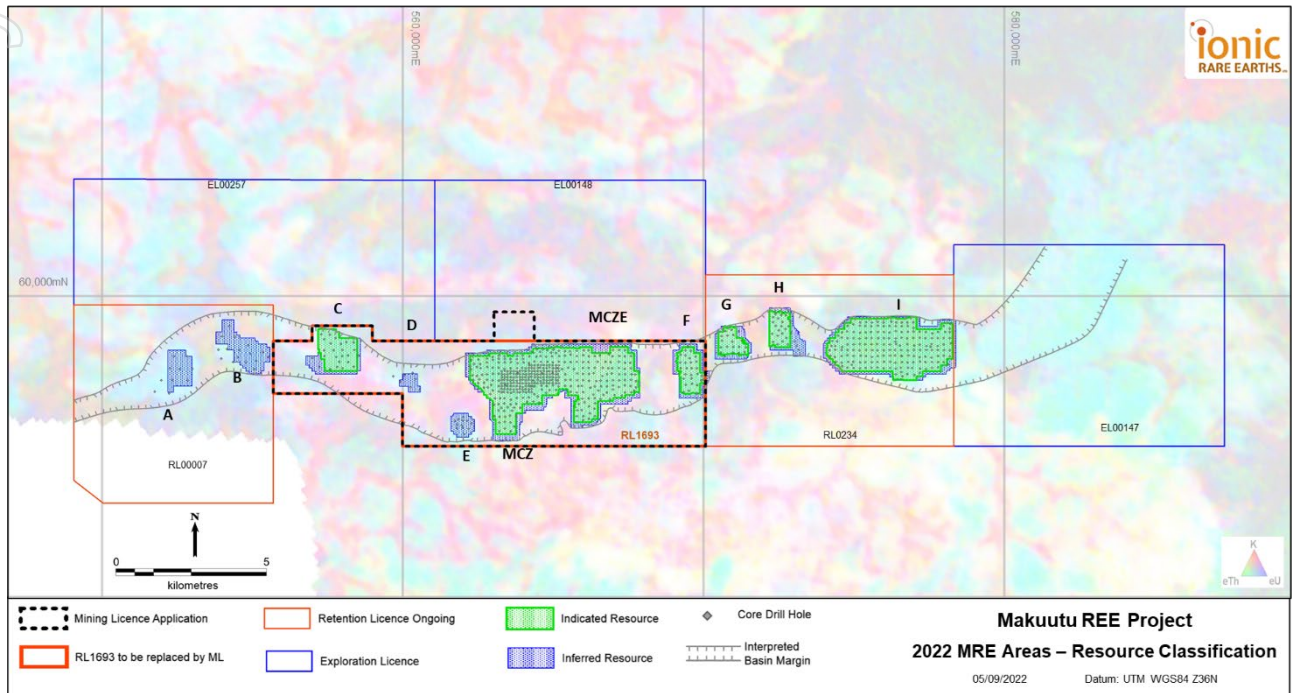 560,000mE
580,000mE
ionic
RARE EARTHS
EL00257
EL00148
60,000mN
C
D
MCZE
F
G
H
I
B
A
E
MCZ
RL1693
RL0234
EL00147
RL00007
N
0 5
kilometres
K
eTh eU
Mining Licence Application
Retention Licence Ongoing
Indicated Resource
Core Drill Hole
RL1693 to be replaced by ML
Exploration Licence
Inferred Resource
Interpreted
Basin Margin
Makuutu REE Project
2022 MRE Areas – Resource Classification
05/09/2022 Datum: UTM WGS84 Z36N